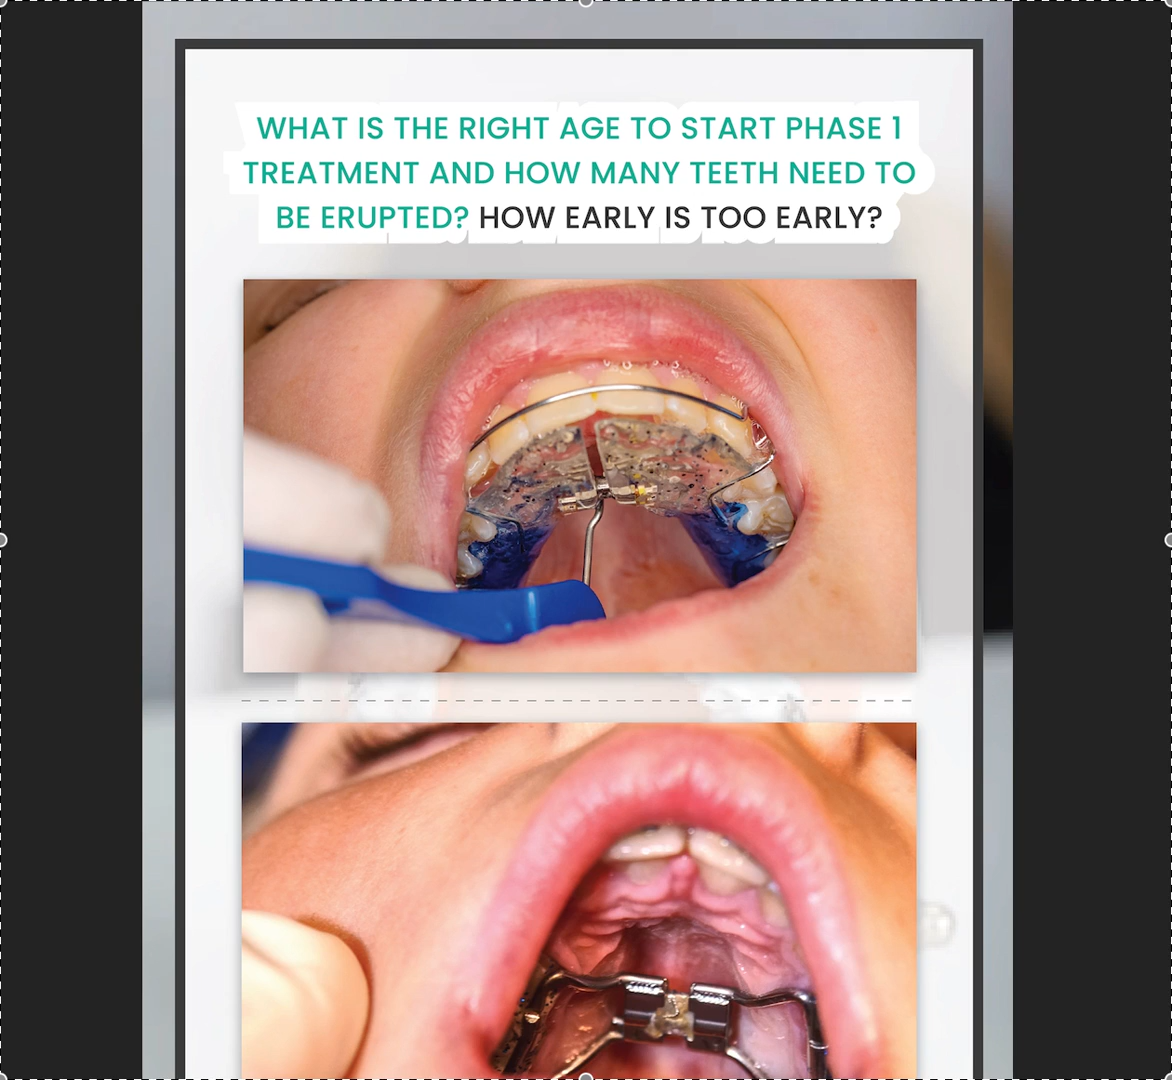 WHAT IS THE RIGHT AGE TO START PHASE 1
TREATMENT AND HOW MANY TEETH NEED TO
BE ERUPTED? HOW EARLY IS TOO EARLY?